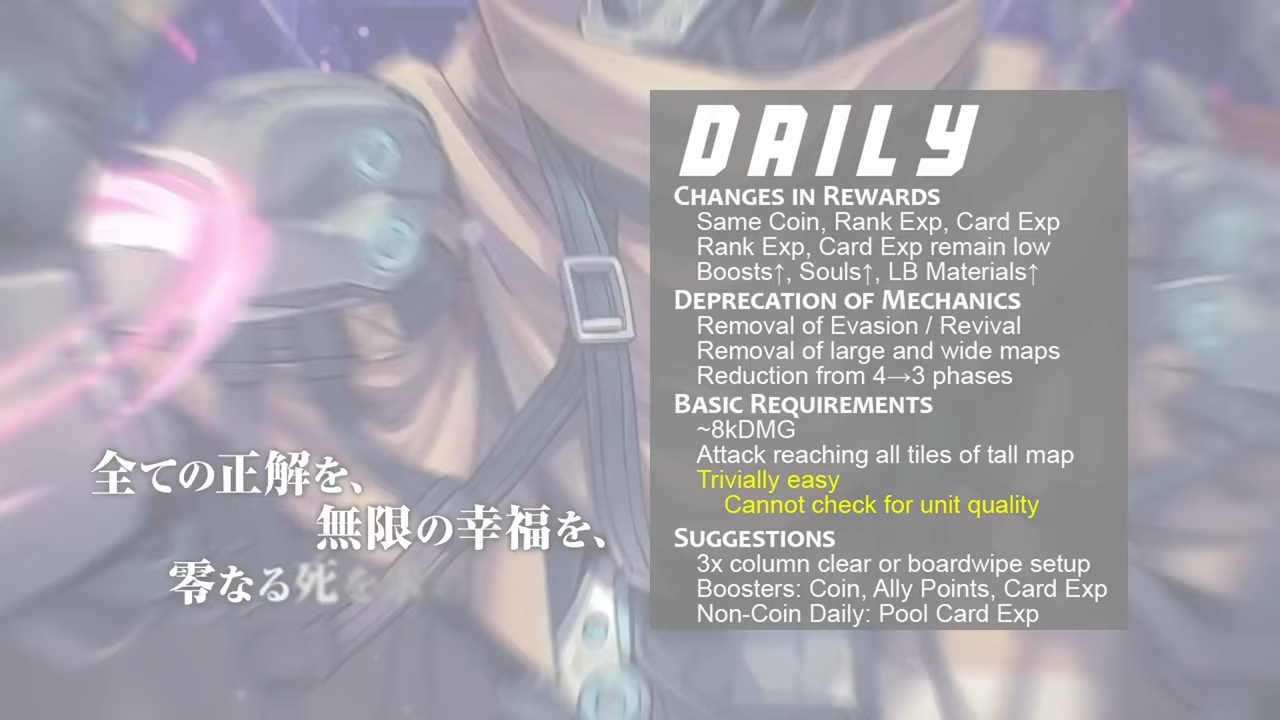 DAILY
CHANGES IN REWARDS
Same Coin, Rank Exp, Card Exp
Rank Exp, Card Exp remain low
Boosts↑, Souls↑, LB Materials↑
DEPRECATION OF MECHANICS
Removal of Evasion / Revival
Removal of large and wide maps
Reduction from 4→3 phases
BASIC REQUIREMENTS
~8kDMG
Attack reaching all tiles of tall map
Trivially easy
Cannot check for unit quality
SUGGESTIONS
3x column clear or boardwipe setup
Boosters: Coin, Ally Points, Card Exp
Non-Coin Daily: Pool Card Exp
全ての正解を、
無限の幸福を、
零なる死を